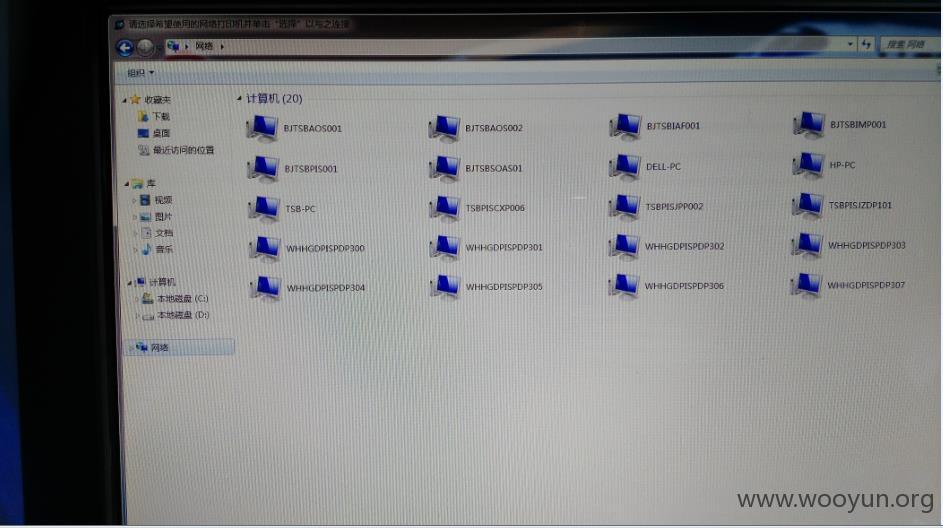 请选择希望使用的网络打印机并单击“选择”以与之连接
网络
搜索 网络
组织
收藏夹
下载
桌面
最近访问的位置
库
视频
图片
文档
音乐
计算机
本地磁盘 (C:)
本地磁盘 (D:)
网络
计算机 (20)
BJTSBAOS001 BJTSBAOS002 BJTSBIAF001 BJTSBIMP001
BJTSBPIS001 BJTSBSOAS01 DELL-PC HP-PC
TSB-PC TSBPISCXP006 TSBPISJPP002 TSBPISJZDP101
WHHGDPISPDP300 WHHGDPISPDP301 WHHGDPISPDP302 WHHGDPISPDP303
WHHGDPISPDP304 WHHGDPISPDP305 WHHGDPISPDP306 WHHGDPISPDP307
www.wooyun.org